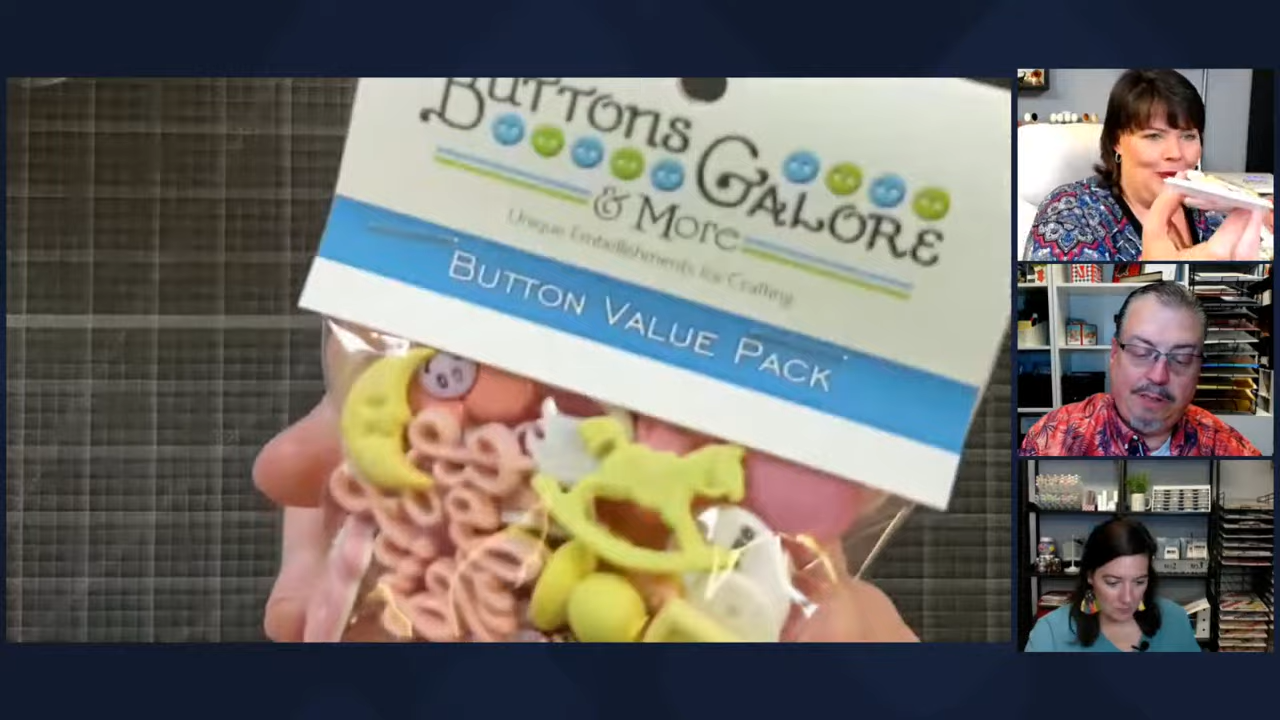 Buttons
Galore
& More
Unique Embellishments for Crafting
Button Value Pack